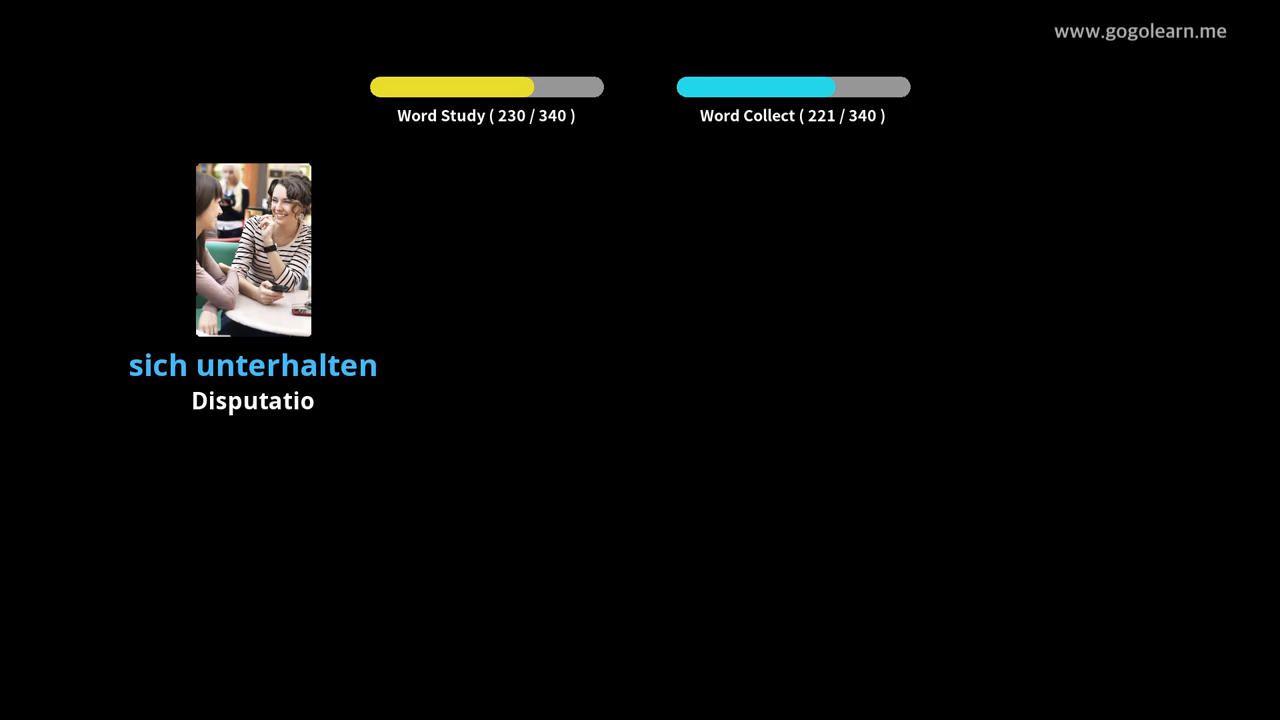 www.gogolearn.me
Word Study ( 230 / 340 )
Word Collect ( 221 / 340 )
sich unterhalten
Disputatio